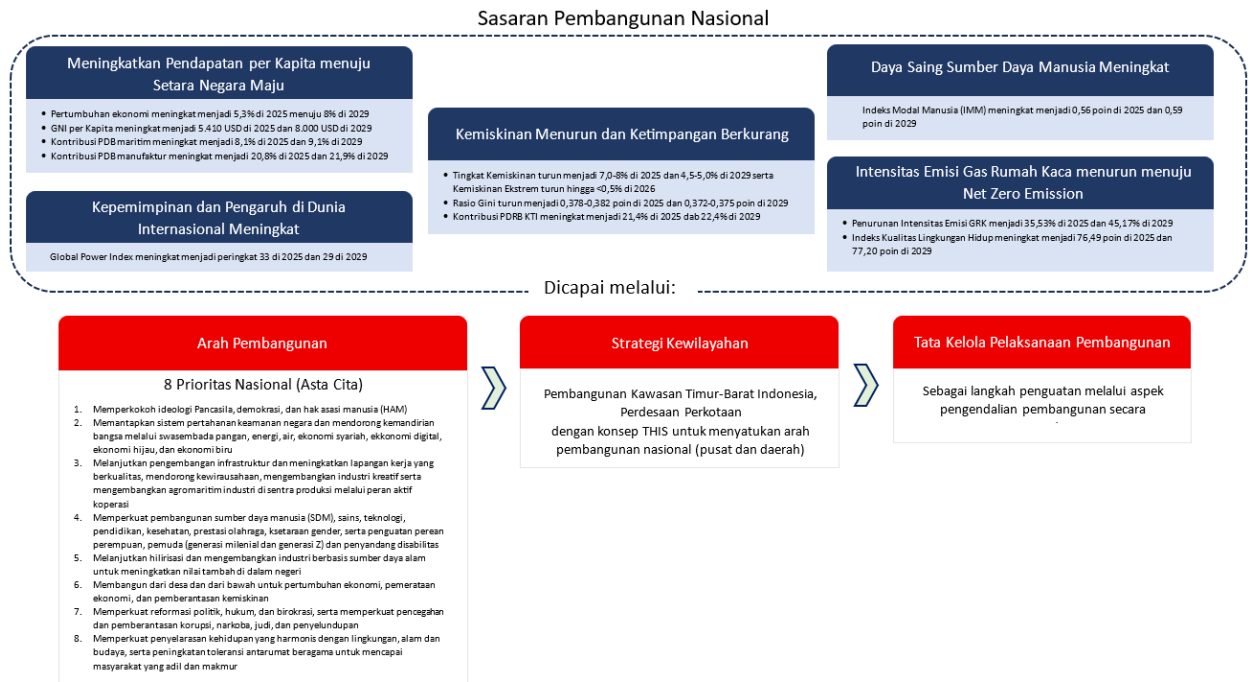 Sasaran Pembangunan Nasional
Meningkatkan Pendapatan per Kapita menuju
Setara Negara Maju
• Pertumbuhan ekonomi meningkat menjadi 5,3% di 2025 menuju 8% di 2029
• GNI per Kapita meningkat menjadi 5.410 USD di 2025 dan 8.000 USD di 2029
• Kontribusi PDB maritim meningkat menjadi 8,1% di 2025 dan 9,1% di 2029
• Kontribusi PDB manufaktur meningkat menjadi 20,8% di 2025 dan 21,9% di 2029
Kepemimpinan dan Pengaruh di Dunia
Internasional Meningkat
Global Power Index meningkat menjadi peringkat 33 di 2025 dan 29 di 2029
Kemiskinan Menurun dan Ketimpangan Berkurang
• Tingkat Kemiskinan turun menjadi 7,0-8% di 2025 dan 4,5-5,0% di 2029 serta
Kemiskinan Ekstrem turun hingga <0,5% di 2026
• Rasio Gini turun menjadi 0,378-0,382 poin di 2025 dan 0,372-0,375 poin di 2029
• Kontribusi PDRB KTI meningkat menjadi 21,4% di 2025 dab 22,4% di 2029
Daya Saing Sumber Daya Manusia Meningkat
Indeks Modal Manusia (IMM) meningkat menjadi 0,56 poin di 2025 dan 0,59
poin di 2029
Intensitas Emisi Gas Rumah Kaca menurun menuju
Net Zero Emission
• Penurunan Intensitas Emisi GRK menjadi 35,53% di 2025 dan 45,17% di 2029
• Indeks Kualitas Lingkungan Hidup meningkat menjadi 76,49 poin di 2025 dan
77,20 poin di 2029
Dicapai melalui:
Arah Pembangunan
8 Prioritas Nasional (Asta Cita)
1. Memperkokoh ideologi Pancasila, demokrasi, dan hak asasi manusia (HAM)
2. Memantapkan sistem pertahanan keamanan negara dan mendorong kemandirian
bangsa melalui swasembada pangan, energi, air, ekonomi syariah, ekkonomi digital,
ekonomi hijau, dan ekonomi biru
3. Melanjutkan pengembangan infrastruktur dan meningkatkan lapangan kerja yang
berkualitas, mendorong kewirausahaan, mengembangkan industri kreatif serta
mengembangkan agromaritim industri di sentra produksi melalui peran aktif
koperasi
4. Memperkuat pembangunan sumber daya manusia (SDM), sains, teknologi,
pendidikan, kesehatan, prestasi olahraga, ksetaraan gender, serta penguatan perean
perempuan, pemuda (generasi milenial dan generasi Z) dan penyandang disabilitas
5. Melanjutkan hilirisasi dan mengembangkan industri berbasis sumber daya alam
untuk meningkatkan nilai tambah di dalam negeri
6. Membangun dari desa dan dari bawah untuk pertumbuhan ekonomi, pemerataan
ekonomi, dan pemberantasan kemiskinan
7. Memperkuat reformasi politik, hukum, dan birokrasi, serta memperkuat pencegahan
dan pemberantasan korupsi, narkoba, judi, dan penyelundupan
8. Memperkuat penyelarasan kehidupan yang harmonis dengan lingkungan, alam dan
budaya, serta peningkatan toleransi antarumat beragama untuk mencapai
masyarakat yang adil dan makmur
Strategi Kewilayahan
Pembangunan Kawasan Timur-Barat Indonesia,
Perdesaan Perkotaan
dengan konsep THIS untuk menyatukan arah
pembangunan nasional (pusat dan daerah)
Tata Kelola Pelaksanaan Pembangunan
Sebagai langkah penguatan melalui aspek
pengendalian pembangunan secara